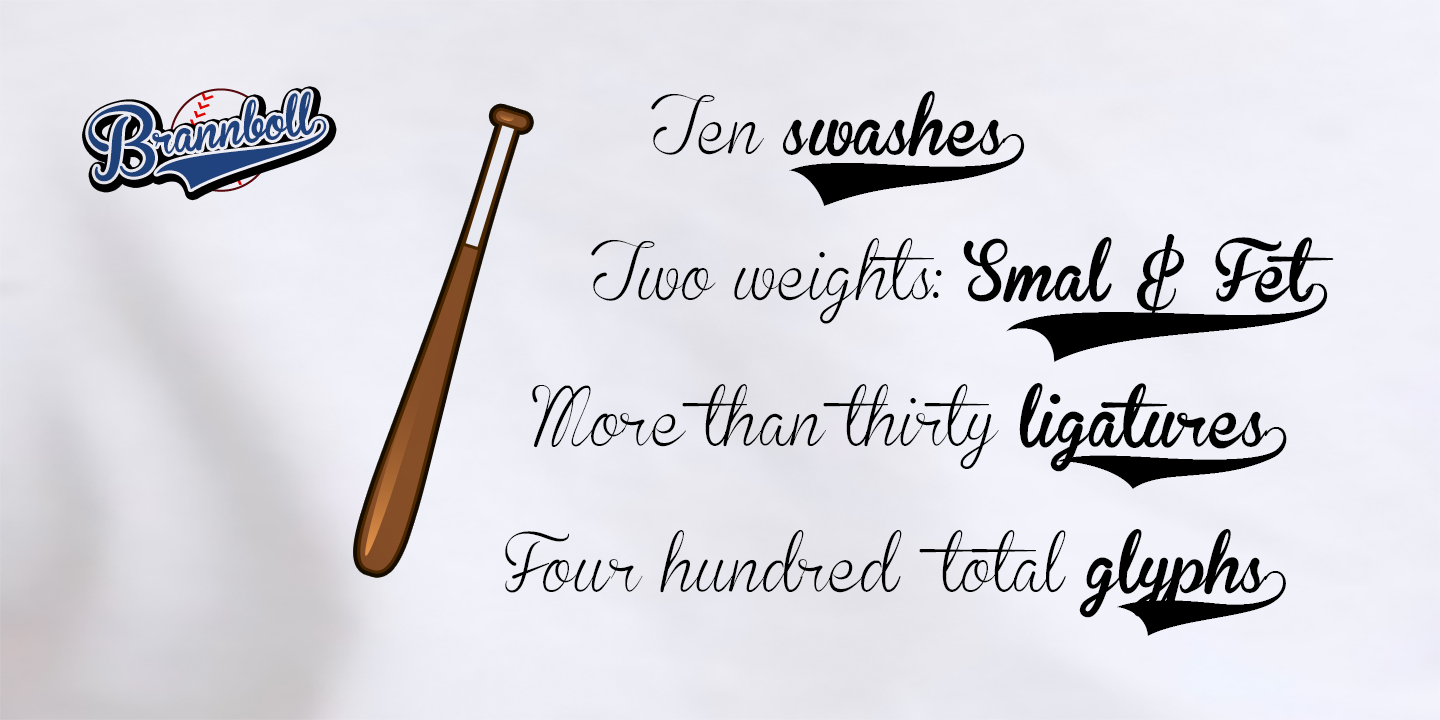 Brannboll
Ten swashes
Two weights: Smal & Fet
More than thirty ligatures
Four hundred total glyphs